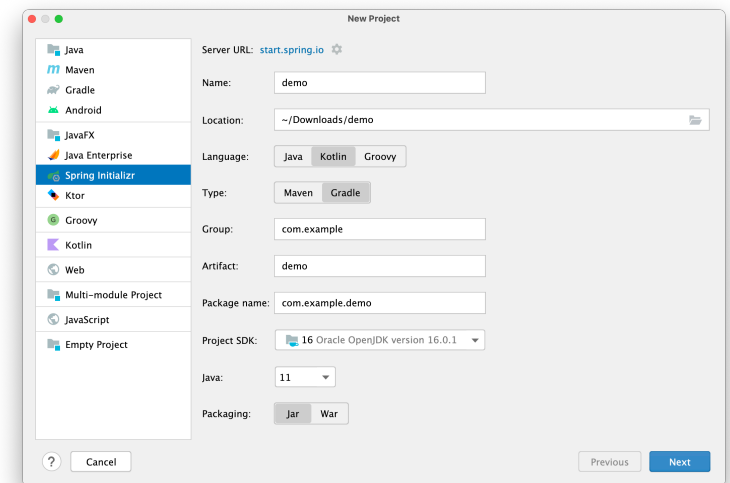 New Project
Java
Maven
Gradle
Android
JavaFX
Java Enterprise
Spring Initializr
Ktor
Groovy
Kotlin
Web
Multi-module Project
JavaScript
Empty Project
Server URL: start.spring.io
Name: demo
Location: ~/Downloads/demo
Language: Java Kotlin Groovy
Type: Maven Gradle
Group: com.example
Artifact: demo
Package name: com.example.demo
Project SDK: 16 Oracle OpenJDK version 16.0.1
Java: 11
Packaging: Jar War
? Cancel Previous Next